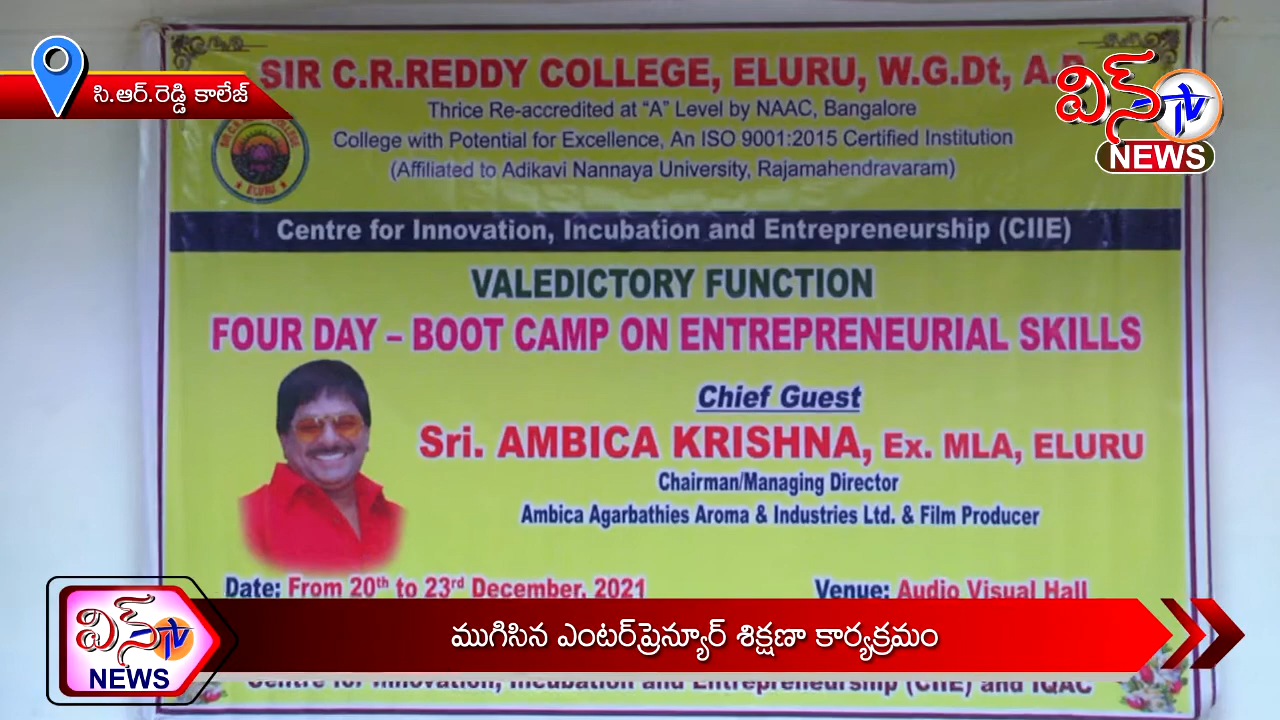 SIR C.R.REDDY COLLEGE, ELURU, W.G.Dt, A.P
సి.ఆర్.రెడ్డి కాలేజ్
విన్ TV
NEWS
Thrice Re-accredited at “A” Level by NAAC, Bangalore
College with Potential for Excellence, An ISO 9001:2015 Certified Institution
(Affiliated to Adikavi Nannaya University, Rajamahendravaram)
ELURU
Centre for Innovation, Incubation and Entrepreneurship (CIIE)
VALEDICTORY FUNCTION
FOUR DAY – BOOT CAMP ON ENTREPRENEURIAL SKILLS
Chief Guest
Sri. AMBICA KRISHNA, Ex. MLA, ELURU
Chairman/Managing Director
Ambica Agarbathies Aroma & Industries Ltd. & Film Producer
Date: From 20th to 23rd December, 2021 Venue: Audio Visual Hall
విన్ TV
NEWS
ముగిసిన ఎంటర్‌ప్రెన్యూర్ శిక్షణా కార్యక్రమం
Centre for Innovation, Incubation and Entrepreneurship (CIIE) and IQAC